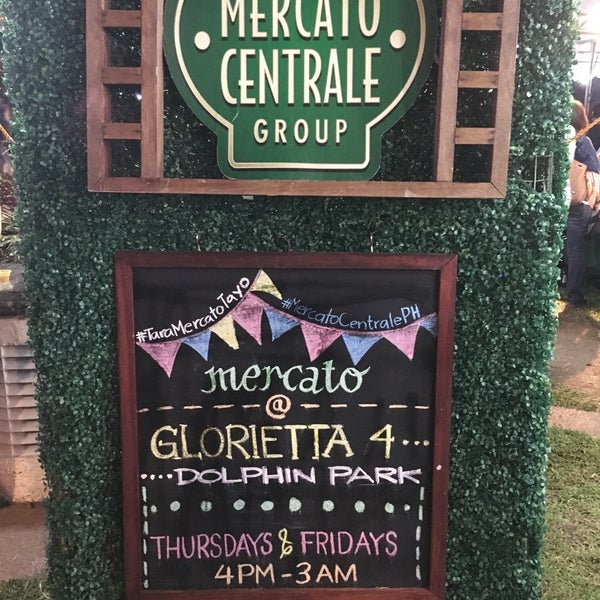 MERCATO
CENTRALE
GROUP
#TaraMercatoTayo
#MercatoCentralePH
mercato
@
GLORIETTA 4...
....DOLPHIN PARK
THURSDAYS & FRIDAYS
4PM-3AM